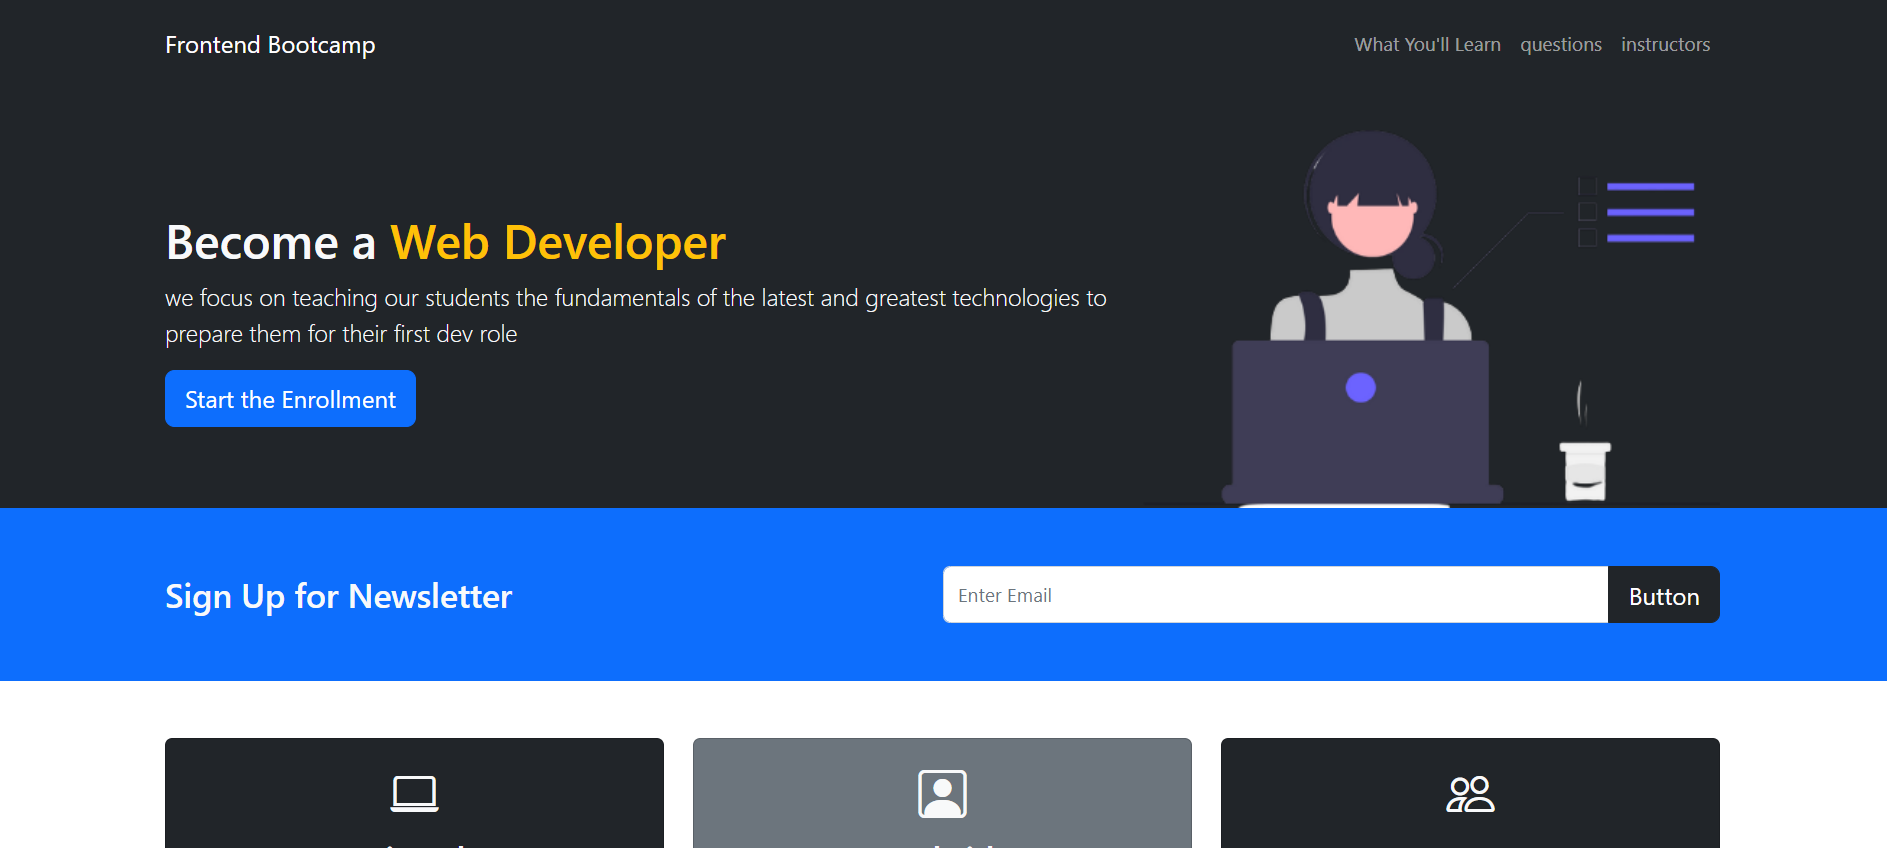 Frontend Bootcamp
What You'll Learn questions instructors
Become a Web Developer
we focus on teaching our students the fundamentals of the latest and greatest technologies to
prepare them for their first dev role
Start the Enrollment
Sign Up for Newsletter
Enter Email
Button